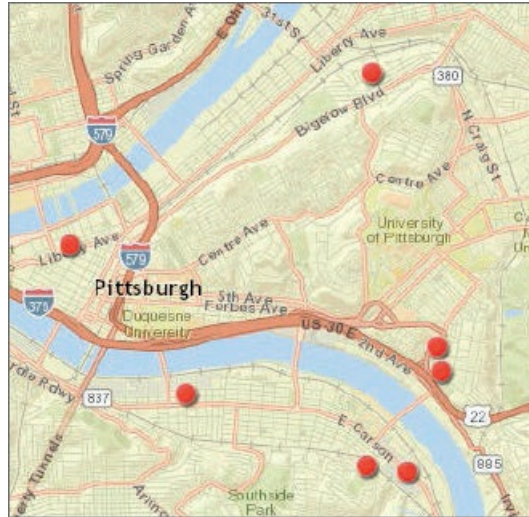 31st St
Liberty Ave
Spring Garden A
E Ohi
380
Bigelow Blvd
579
N Craig St
Centre Ave
University
of Pittsburgh
Liberty Ave
Centre Ave
579
Pittsburgh
376
5th Ave
Forbes Ave
Duquesne
University
US 30 E
2nd Ave
837
22
E Carson
885
Southside
Park